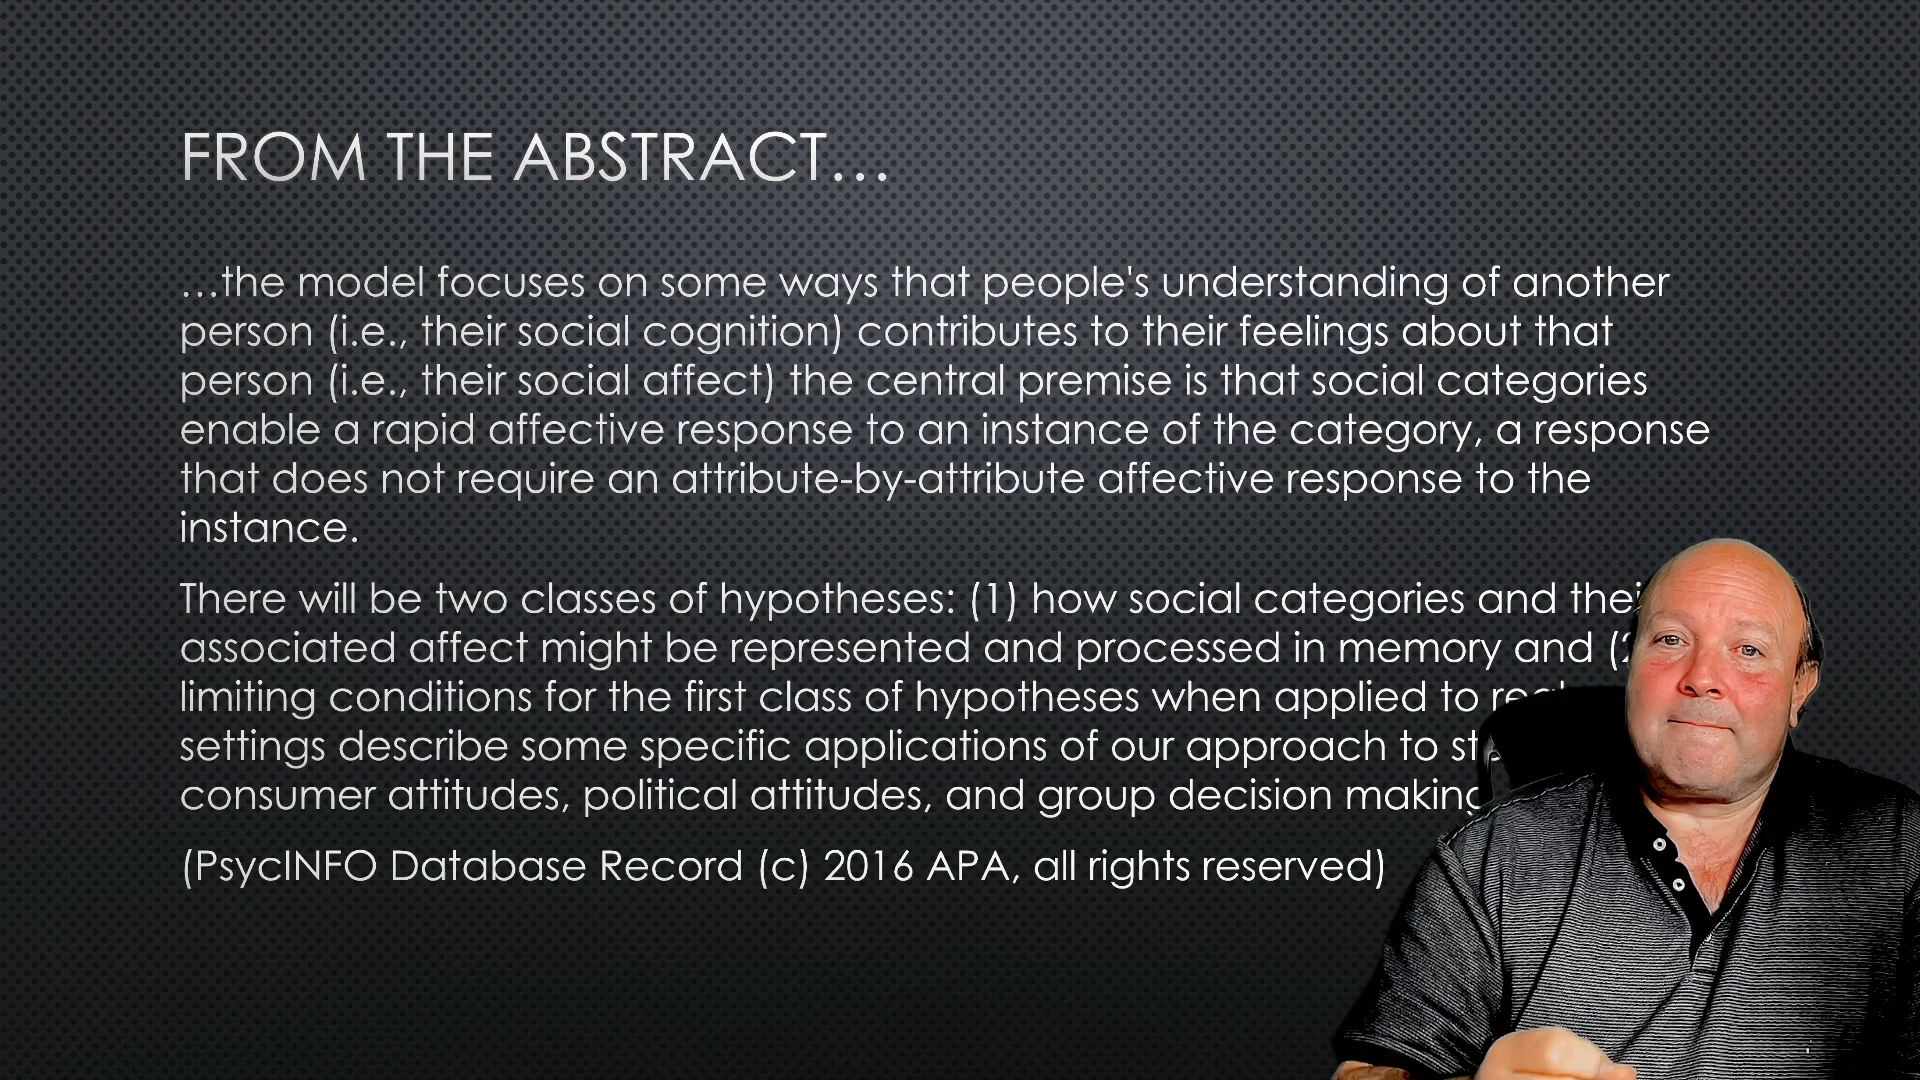 FROM THE ABSTRACT...
...the model focuses on some ways that people's understanding of another
person (i.e., their social cognition) contributes to their feelings about that
person (i.e., their social affect) the central premise is that social categories
enable a rapid affective response to an instance of the category, a response
that does not require an attribute-by-attribute affective response to the
instance.
There will be two classes of hypotheses: (1) how social categories and
associated affect might be represented and processed in memory and
limiting conditions for the first class of hypotheses when applied to
settings describe some specific applications of our approach to
consumer attitudes, political attitudes, and group decision making
(PsycINFO Database Record (c) 2016 APA, all rights reserved)